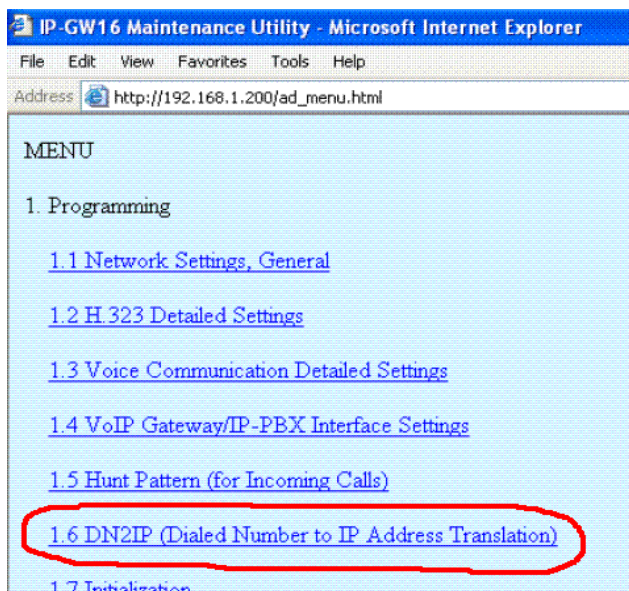 IP-GW16 Maintenance Utility - Microsoft Internet Explorer
File Edit View Favorites Tools Help
Address http://192.168.1.200/ad_menu.html
MENU
1. Programming
1.1 Network Settings, General
1.2 H.323 Detailed Settings
1.3 Voice Communication Detailed Settings
1.4 VoIP Gateway/IP-PBX Interface Settings
1.5 Hunt Pattern (for Incoming Calls)
1.6 DN2IP (Dialed Number to IP Address Translation)
1.7 Initialization